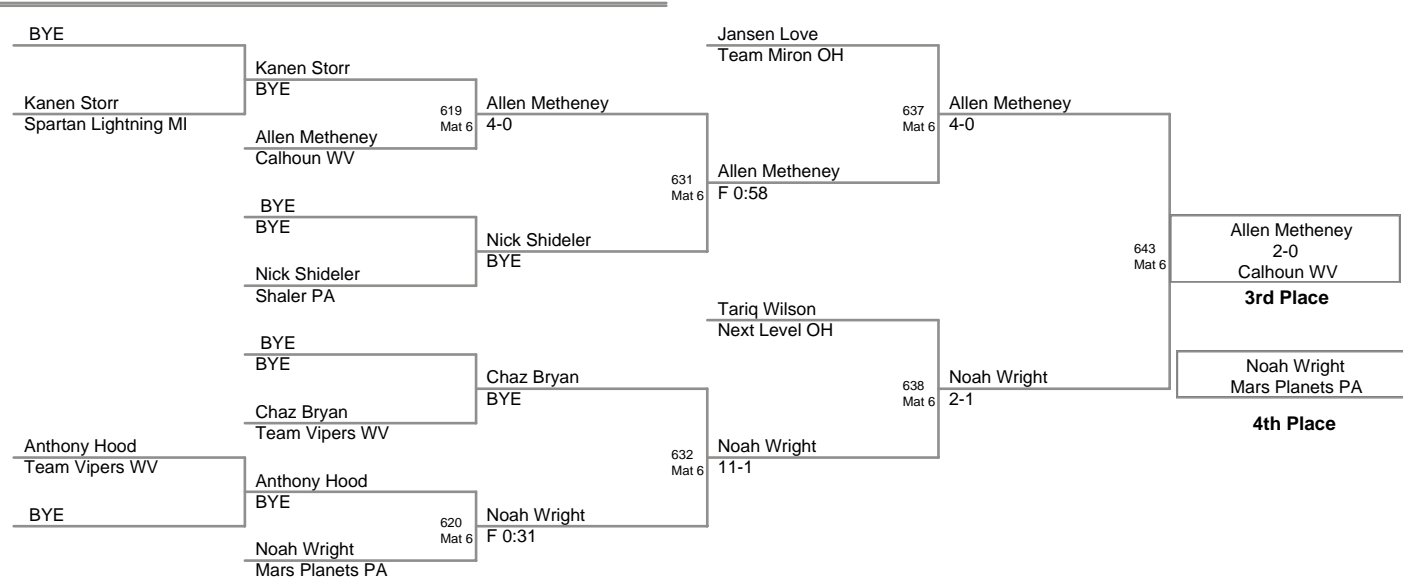 BYE
Kanen Storr
Spartan Lightning MI
Anthony Hood
Team Vipers WV
BYE
Kanen Storr
BYE
Allen Metheney
Calhoun WV
BYE
BYE
Nick Shideler
Shaler PA
BYE
BYE
Chaz Bryan
Team Vipers WV
Anthony Hood
BYE
Noah Wright
Mars Planets PA
619
Mat 6
620
Mat 6
Allen Metheney
4-0
Nick Shideler
BYE
Chaz Bryan
BYE
Noah Wright
F 0:31
631
Mat 6
632
Mat 6
Jansen Love
Team Miron OH
Allen Metheney
F 0:58
Tariq Wilson
Next Level OH
Noah Wright
11-1
637
Mat 6
638
Mat 6
Allen Metheney
4-0
Noah Wright
2-1
643
Mat 6
Allen Metheney
2-0
Calhoun WV
3rd Place
Noah Wright
Mars Planets PA
4th Place